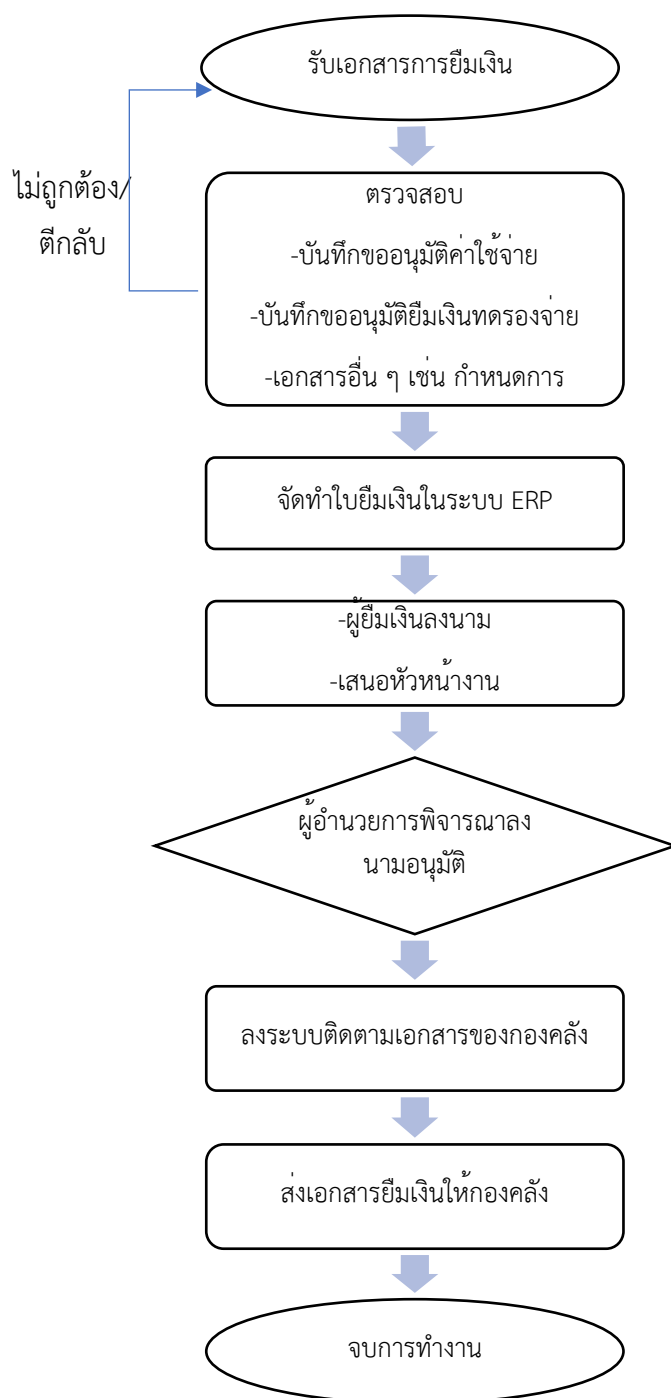 รับเอกสารการยืมเงิน
ไม่ถูกต้อง/
ตีกลับ
ตรวจสอบ
-บันทึกขออนุมัติค่าใช้จ่าย
-บันทึกขออนุมัติยืมเงินทดรองจ่าย
-เอกสารอื่น ๆ เช่น กำหนดการ
จัดทำใบยืมเงินในระบบ ERP
-ผู้ยืมเงินลงนาม
-เสนอหัวหน้างาน
ผู้อำนวยการพิจารณาลง
นามอนุมัติ
ลงระบบติดตามเอกสารของกองคลัง
ส่งเอกสารยืมเงินให้กองคลัง
จบการทำงาน